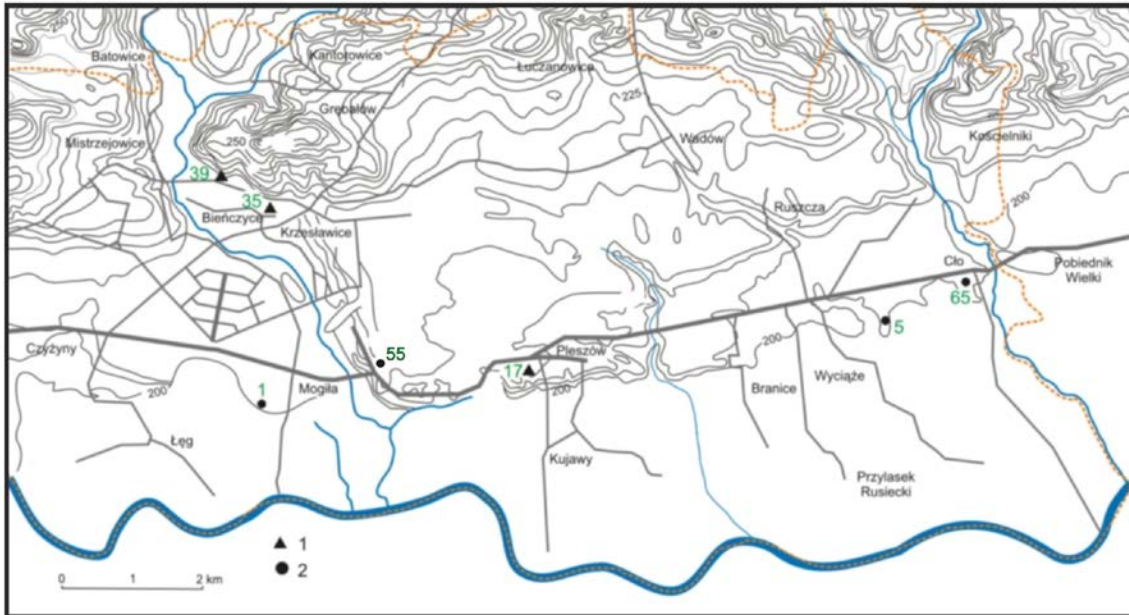 250
Batowice
Kantorowice
Łuczanowice
225
Grębałów
Mistrzejowice
250
Wadów
Kościelniki
39
35
Bieńczyce
Krzesławice
Ruszcza
200
Cło
Pobiednik
Wielki
65
5
Czyżyny
55
Pleszów
17
200
200
200
1
Mogiła
Branice
Wyciąże
Łęg
Kujawy
Przylasek
Rusiecki
1
2
0 1 2 km